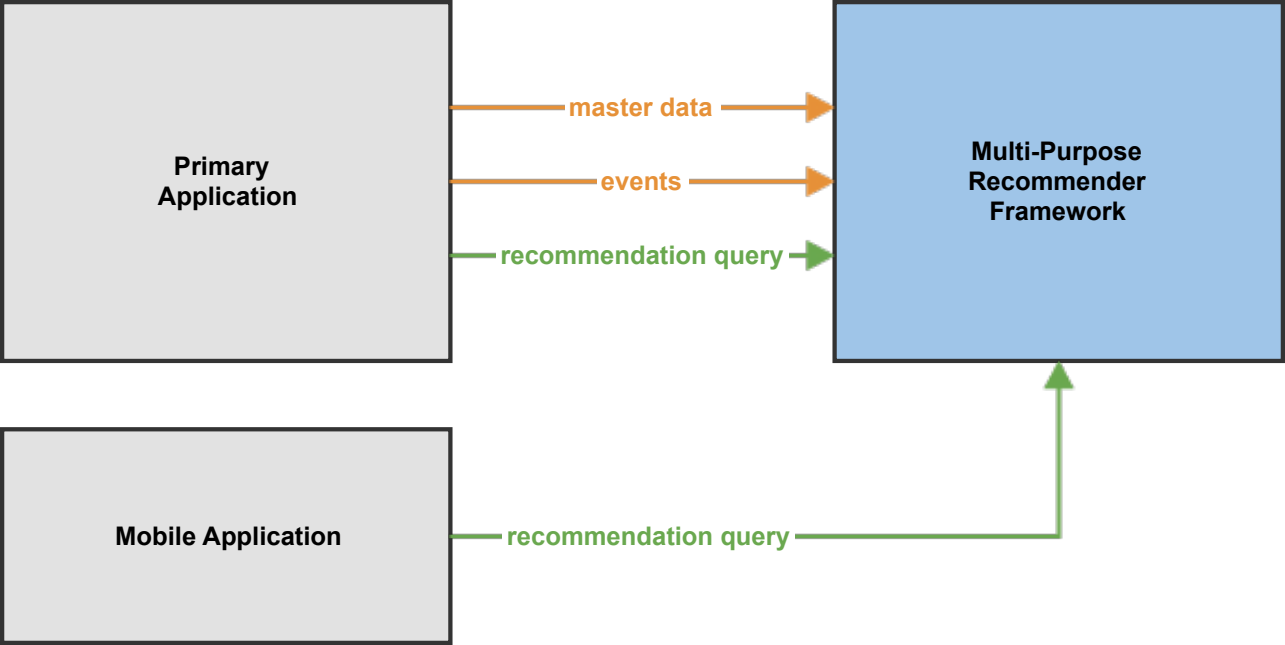 Primary
Application
master data
events
recommendation query
Multi-Purpose
Recommender
Framework
Mobile Application
recommendation query